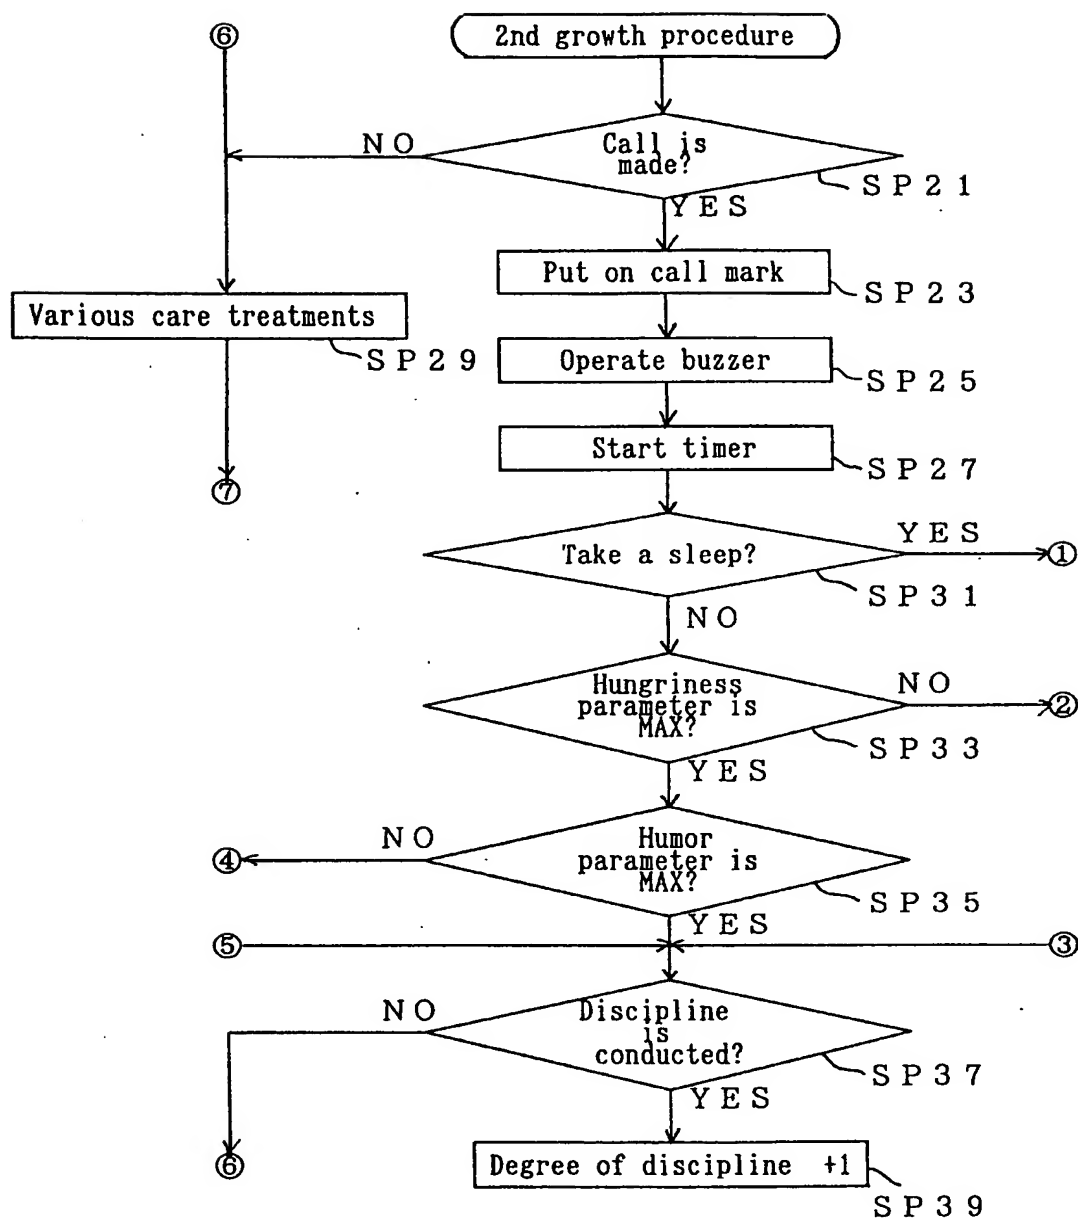 ⑥
2nd growth procedure
NO
Call is
made?
SP21
YES
Put on call mark
SP23
Various care treatments
SP29
Operate buzzer
SP25
Start timer
SP27
⑦
Take a sleep?
YES
①
SP31
NO
Hungriness
parameter is
MAX?
NO
②
SP33
YES
④
NO
Humor
parameter is
MAX?
SP35
YES
⑤
③
NO
Discipline
is
conducted?
SP37
YES
⑥
Degree of discipline +1
SP39